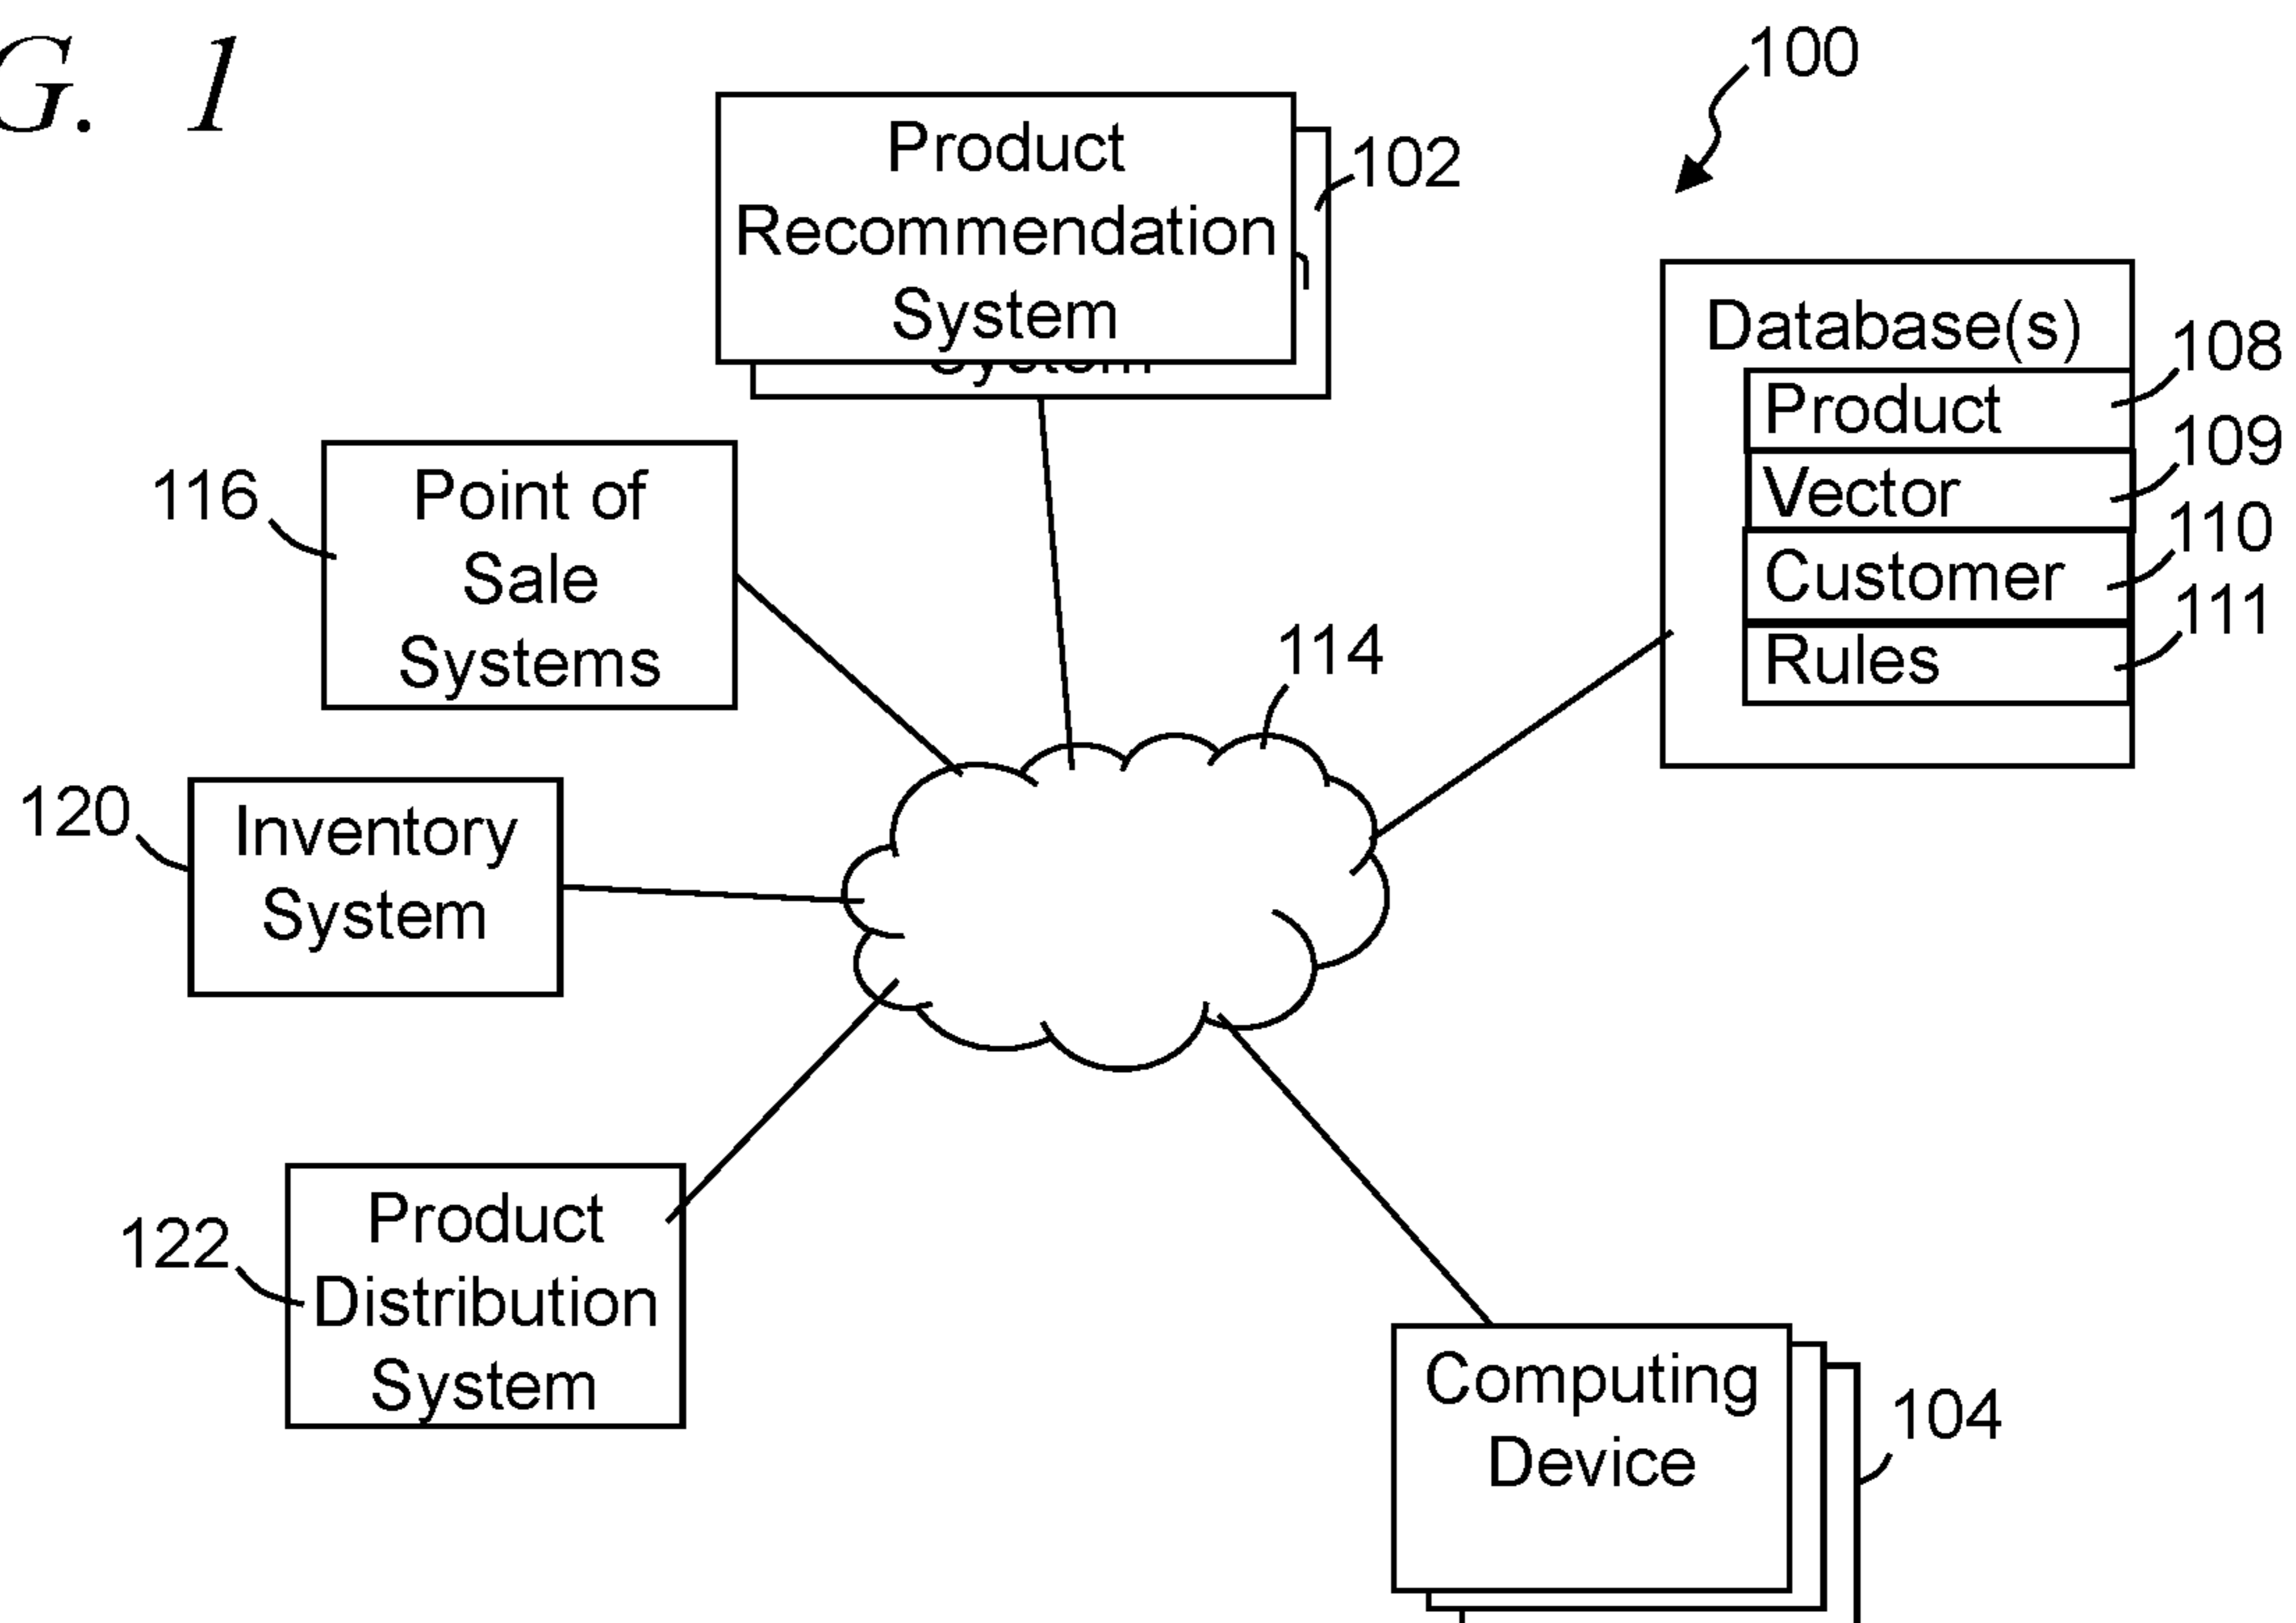 G. 1
100
Product
Recommendation
System
102
System
Database(s)
Product
108
Vector
109
Customer
110
Rules
111
116
Point of
Sale
Systems
114
120
Inventory
System
122
Product
Distribution
System
Computing
Device
104